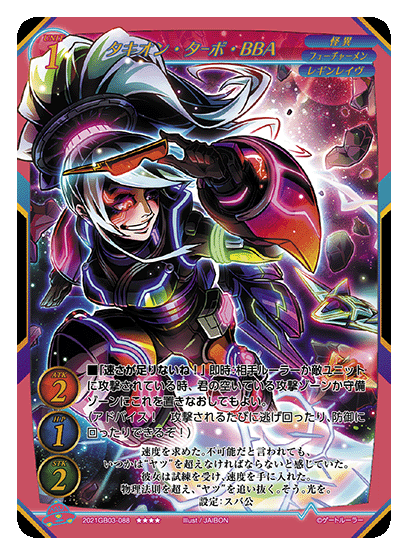 UNIT
1
タキオン・ターボ・BBA
怪異
フューチャーメン
レギンレイヴ
ATK
2
HP
1
STK
2
■「速さが足りないね！」即時:相手ルーラーか敵ユニット
に攻撃されている時、君の空いている攻撃ゾーンか守備
ゾーンにこれを置きなおしてもよい。
(アドバイス！ 攻撃されるたびに逃げ回ったり、防御に
回ったりできるぞ！)
速度を求めた。不可能だと言われても、
いつかは“ヤツ”を超えなければならないと感じていた。
彼女は試練を受け、速度を手に入れた。
物理法則を超え、“ヤツ”を追い抜く。そう。光を。
設定:スパ公
2021GB03-088 ★★★★ Illust / JAIBON ©ゲートルーラー